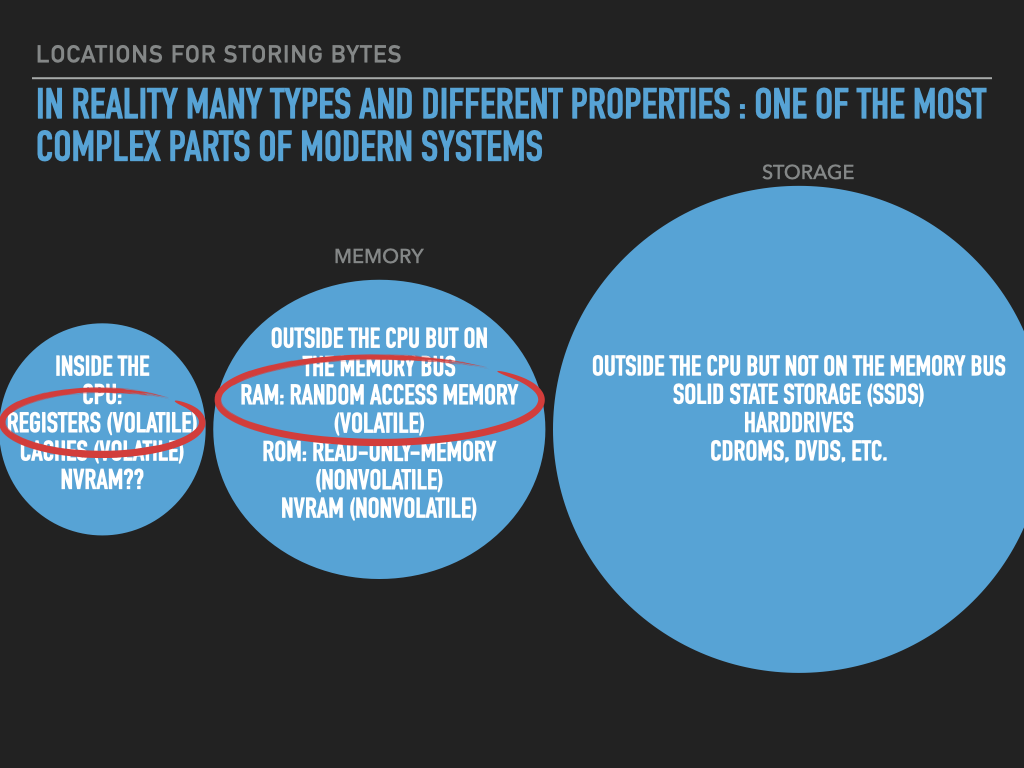 LOCATIONS FOR STORING BYTES
IN REALITY MANY TYPES AND DIFFERENT PROPERTIES : ONE OF THE MOST
COMPLEX PARTS OF MODERN SYSTEMS
STORAGE
MEMORY
INSIDE THE
CPU:
REGISTERS (VOLATILE)
CACHES (VOLATILE)
NVRAM??
OUTSIDE THE CPU BUT ON
THE MEMORY BUS
RAM: RANDOM ACCESS MEMORY
(VOLATILE)
ROM: READ-ONLY-MEMORY
(NONVOLATILE)
NVRAM (NONVOLATILE)
OUTSIDE THE CPU BUT NOT ON THE MEMORY BUS
SOLID STATE STORAGE (SSDS)
HARDDRIVES
CDROMS, DVDS, ETC.